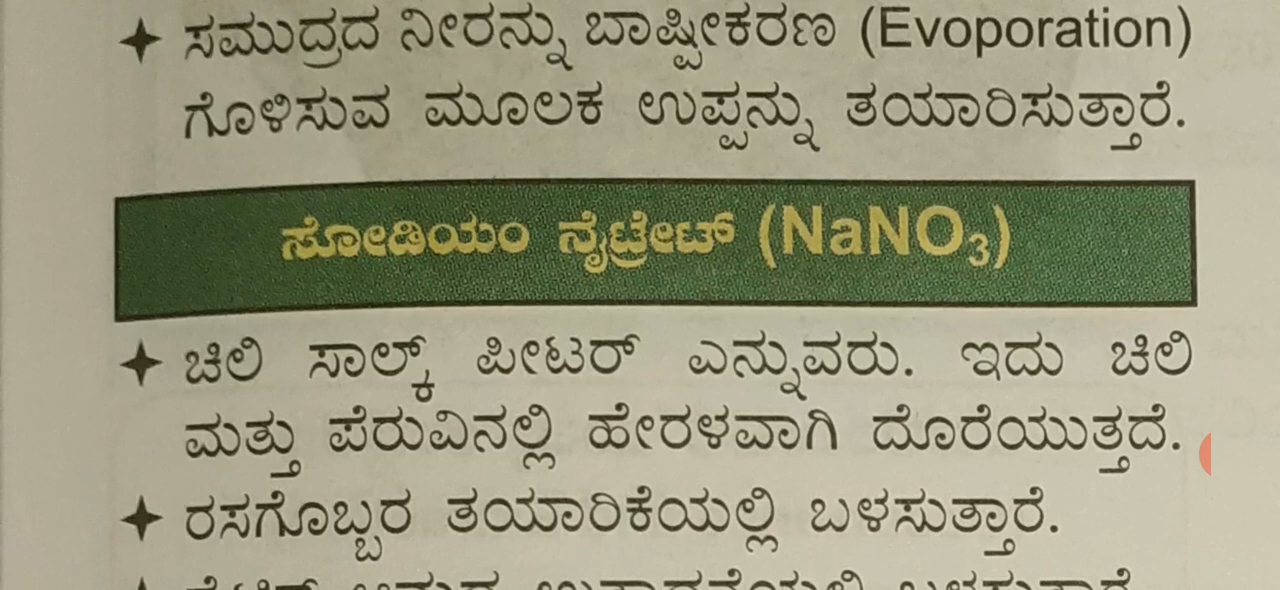 ✦ ಸಮುದ್ರದ ನೀರನ್ನು ಬಾಷ್ಪೀಕರಣ (Evoporation)
ಗೊಳಿಸುವ ಮೂಲಕ ಉಪ್ಪನ್ನು ತಯಾರಿಸುತ್ತಾರೆ.
ಸೋಡಿಯಂ ನೈಟ್ರೇಟ್ (NaNO₃)
✦ ಚಿಲಿ ಸಾಲ್ಕ್ ಪೀಟರ್ ಎನ್ನುವರು. ಇದು ಚಿಲಿ
ಮತ್ತು ಪೆರುವಿನಲ್ಲಿ ಹೇರಳವಾಗಿ ದೊರೆಯುತ್ತದೆ.
✦ ರಸಗೊಬ್ಬರ ತಯಾರಿಕೆಯಲ್ಲಿ ಬಳಸುತ್ತಾರೆ.